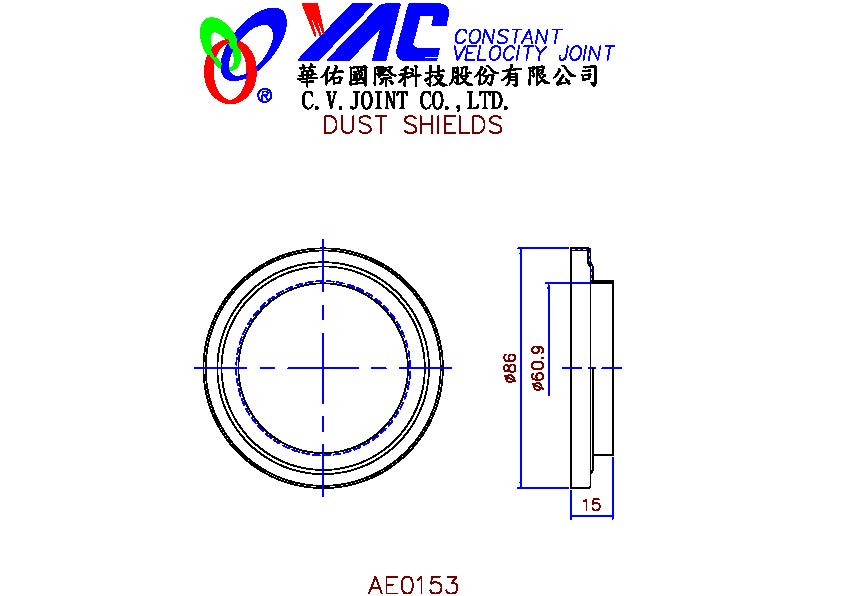 YAC CONSTANT
VELOCITY JOINT
®
華佑國際科技股份有限公司
C.V.JOINT CO.,LTD.
DUST SHIELDS
ø86
ø60.9
15
AE0153